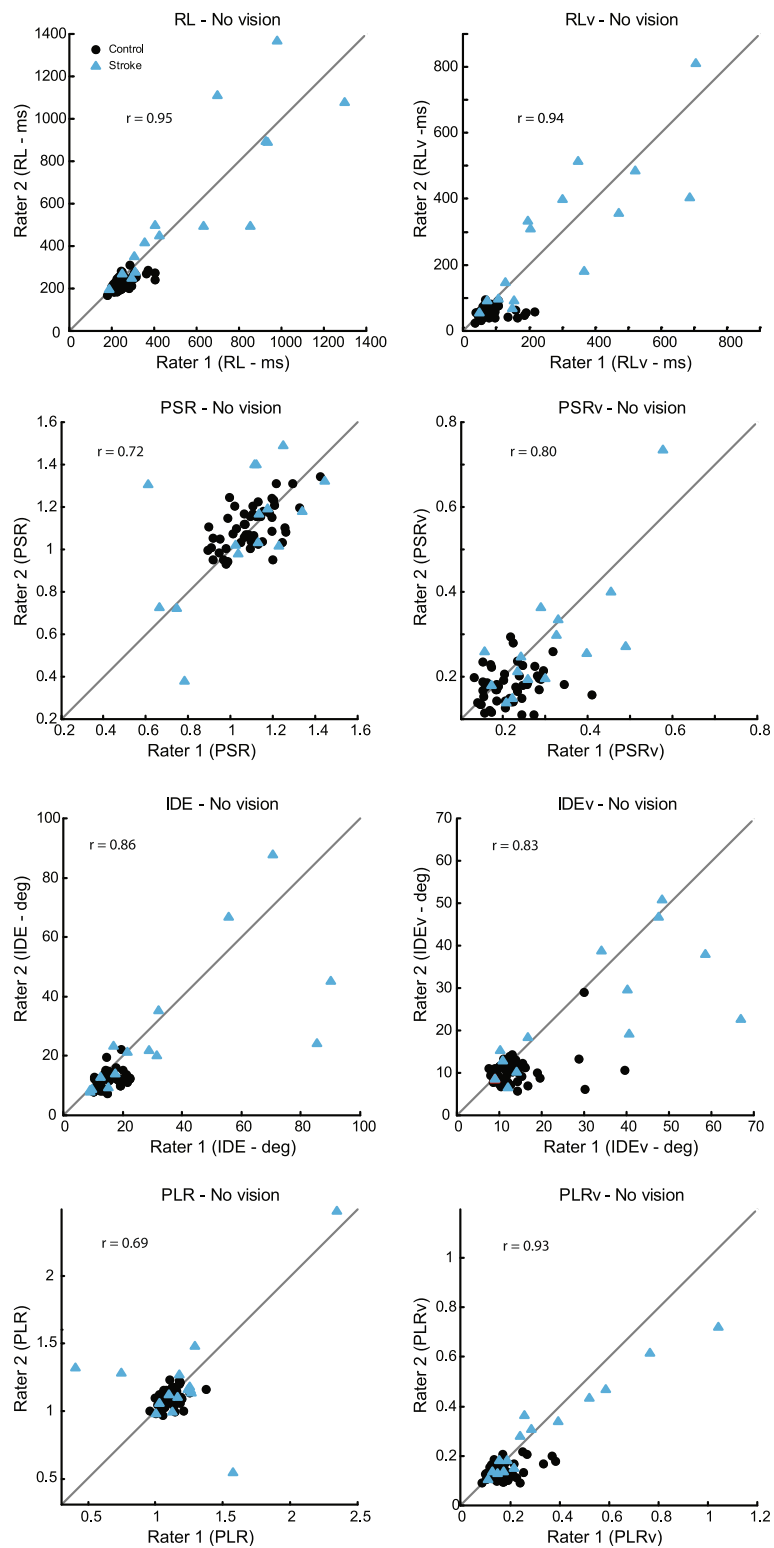 RL - No vision
RLv - No vision
Control
Stroke
r = 0.95
r = 0.94
Rater 2 (RL - ms)
Rater 2 (RLv -ms)
1400
1200
1000
800
600
400
200
0
0 200 400 600 800 1000 1200 1400
Rater 1 (RL - ms)
800
600
400
200
0
0 200 400 600 800
Rater 1 (RLv - ms)
PSR - No vision
PSRv - No vision
r = 0.72
r = 0.80
Rater 2 (PSR)
Rater 2 (PSRv)
1.6
1.4
1.2
1.0
0.8
0.6
0.4
0.2
0.2 0.4 0.6 0.8 1.0 1.2 1.4 1.6
Rater 1 (PSR)
0.8
0.6
0.4
0.2
0.2 0.4 0.6 0.8
Rater 1 (PSRv)
IDE - No vision
IDEv - No vision
r = 0.86
r = 0.83
Rater 2 (IDE - deg)
Rater 2 (IDEv - deg)
100
80
60
40
20
0
0 20 40 60 80 100
Rater 1 (IDE - deg)
70
60
50
40
30
20
10
0
0 10 20 30 40 50 60 70
Rater 1 (IDEv - deg)
PLR - No vision
PLRv - No vision
r = 0.69
r = 0.93
Rater 2 (PLR)
Rater 2 (PLRv)
2
1.5
1.0
0.5
0.5 1.0 1.5 2.0 2.5
Rater 1 (PLR)
1
0.8
0.6
0.4
0.2
0
0 0.2 0.4 0.6 0.8 1.0 1.2
Rater 1 (PLRv)